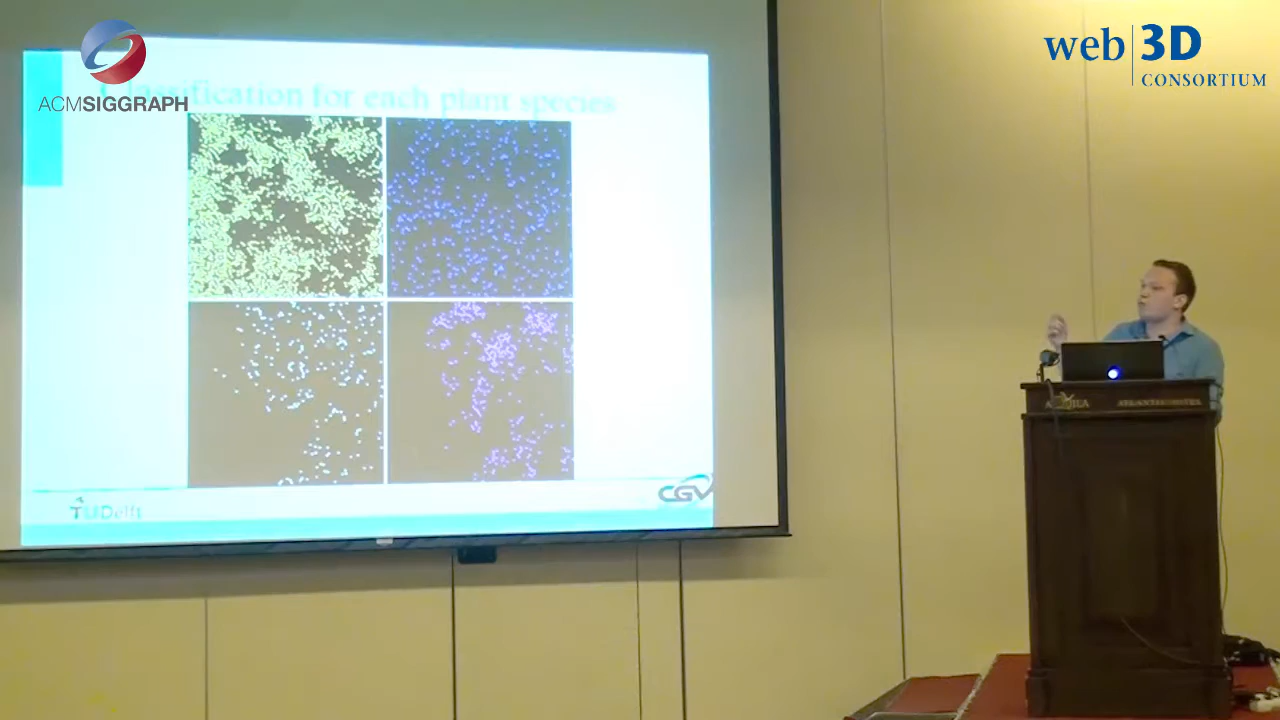 ACMSIGGRAPH
web 3D
CONSORTIUM
Classification for each plant species
TUDelft
CGV